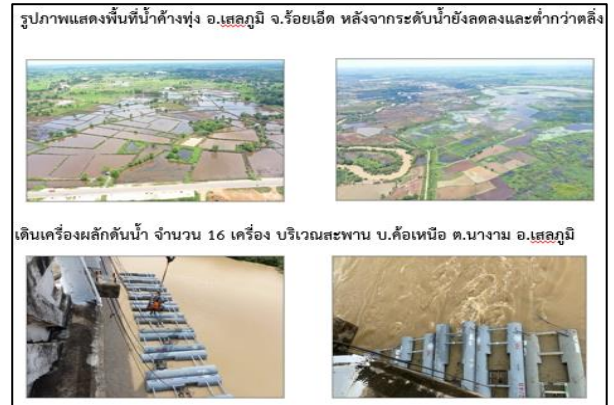 รูปภาพแสดงพื้นที่น้ำค้างทุ่ง อ.เสลภูมิ จ.ร้อยเอ็ด หลังจากระดับน้ำยังลดลงและต่ำกว่าตลิ่ง
เดินเครื่องผลักดันน้ำ จำนวน 16 เครื่อง บริเวณสะพาน บ.ค้อเหนือ ต.นางาม อ.เสลภูมิ